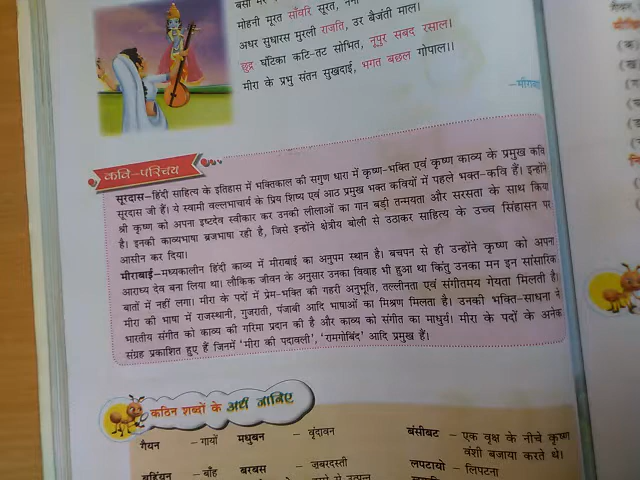 मोहनी मूरत साँवरि सूरत,
अधर सुधारस मुरली राजति, उर बैजंती माल।
छुद्र घंटिका कटि-तट सोभित, नूपुर सबद रसाल।
मीरा के प्रभु संतन सुखदाई, भगत बछल गोपाल।।
—मीराबा
कवि-परिचय
सूरदास–हिंदी साहित्य के इतिहास में भक्तिकाल की सगुण धारा में कृष्ण-भक्ति एवं कृष्ण काव्य के प्रमुख कवि
सूरदास जी हैं। ये स्वामी वल्लभाचार्य के प्रिय शिष्य एवं आठ प्रमुख भक्त कवियों में पहले भक्त-कवि हैं। इन्होंने
श्री कृष्ण को अपना इष्टदेव स्वीकार कर उनकी लीलाओं का गान बड़ी तन्मयता और सरसता के साथ किया
है। इनकी काव्यभाषा ब्रजभाषा रही है, जिसे इन्होंने क्षेत्रीय बोली से उठाकर साहित्य के उच्च सिंहासन पर
आसीन कर दिया।
मीराबाई–मध्यकालीन हिंदी काव्य में मीराबाई का अनुपम स्थान है। बचपन से ही उन्होंने कृष्ण को अपना
आराध्य देव बना लिया था। लौकिक जीवन के अनुसार उनका विवाह भी हुआ था किंतु उनका मन इन सांसारिक
बातों में नहीं लगा। मीरा के पदों में प्रेम-भक्ति की गहरी अनुभूति, तल्लीनता एवं संगीतमय गेयता मिलती है।
मीरा की भाषा में राजस्थानी, गुजराती, पंजाबी आदि भाषाओं का मिश्रण मिलता है। उनकी भक्ति-साधना ने
भारतीय संगीत को काव्य की गरिमा प्रदान की है और काव्य को संगीत का माधुर्य। मीरा के पदों के अनेक
संग्रह प्रकाशित हुए हैं जिनमें 'मीरा की पदावली', 'रामगोबिंद' आदि प्रमुख हैं।
कठिन शब्दों के अर्थ जानिए
गैयन – गायों मधुबन – वृंदावन बंसीबट – एक वृक्ष के नीचे कृष्ण
वंशी बजाया करते थे।
बहियन – बाँह बरबस – ज़बरदस्ती लपटायो – लिपटना